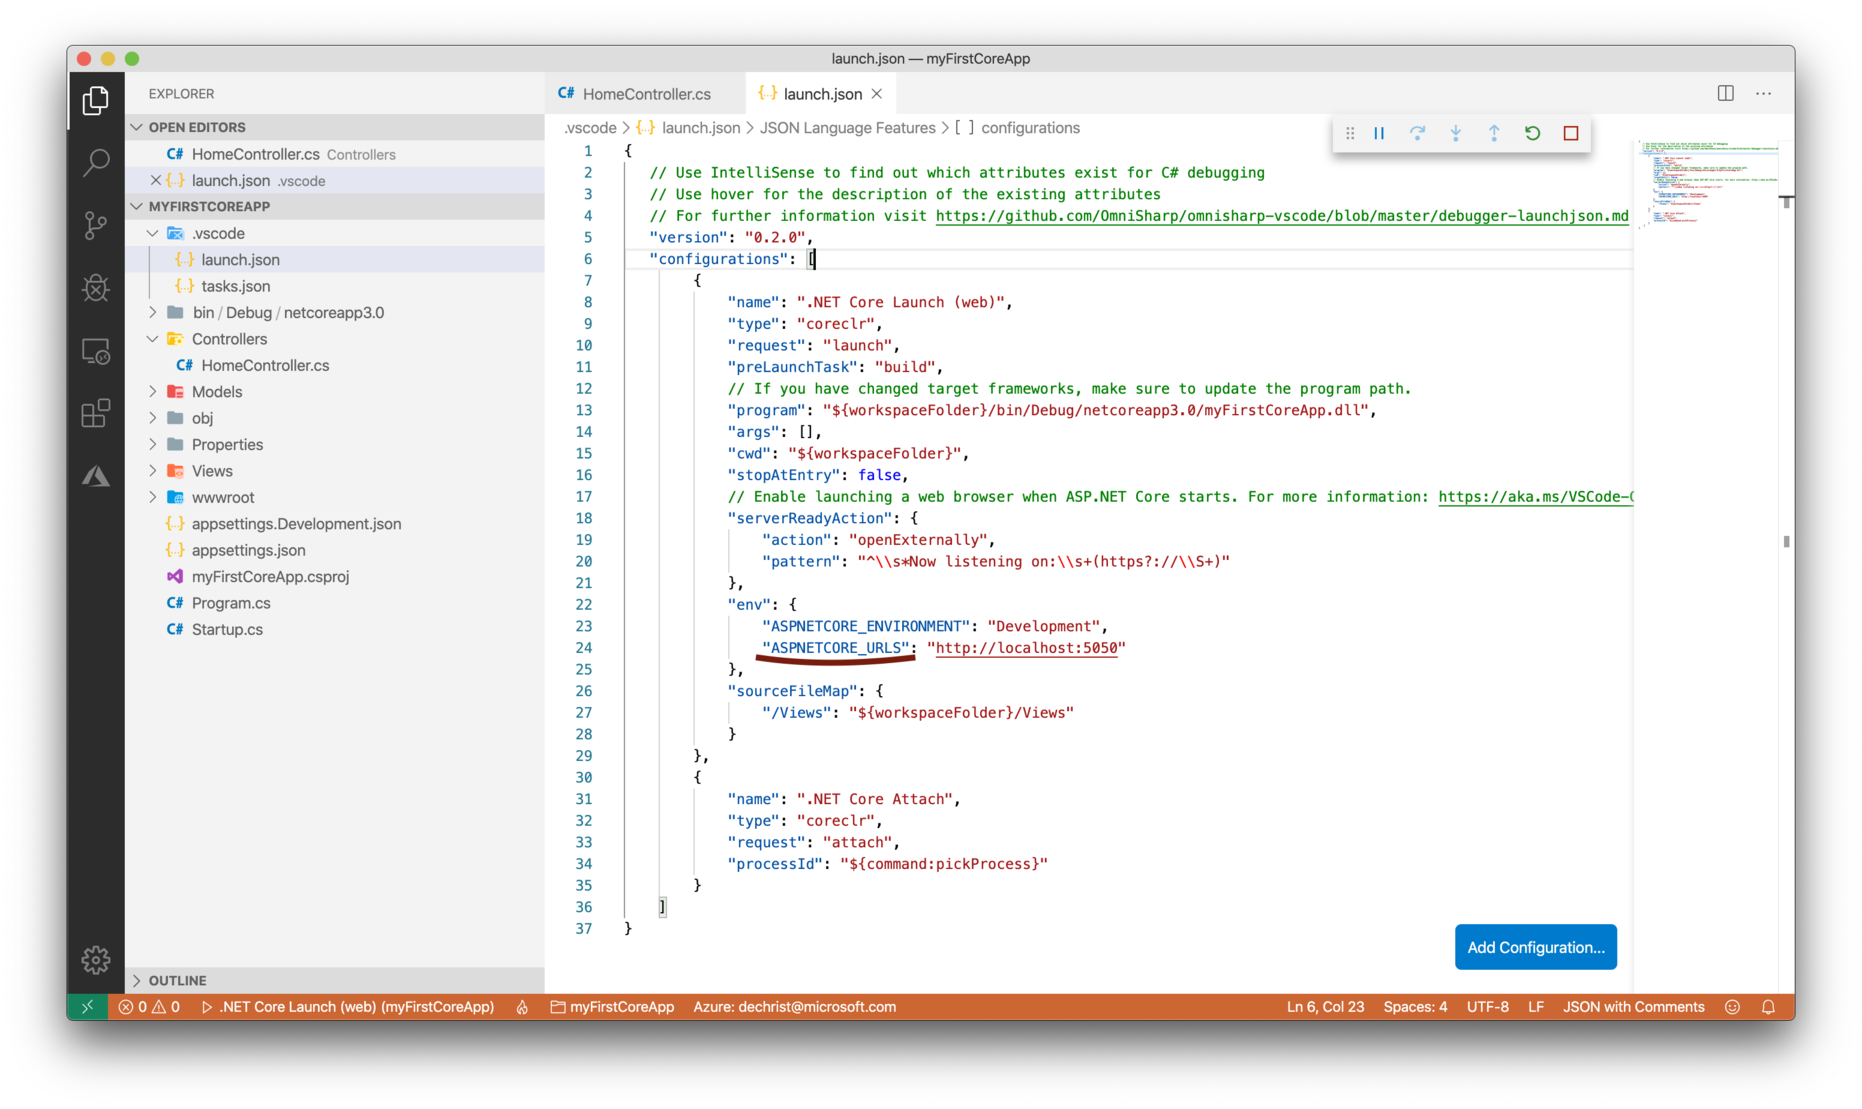 launch.json — myFirstCoreApp
EXPLORER
OPEN EDITORS
C# HomeController.cs Controllers
{..} launch.json .vscode
MYFIRSTCOREAPP
.vscode
{..} launch.json
{..} tasks.json
bin / Debug / netcoreapp3.0
Controllers
C# HomeController.cs
Models
obj
Properties
Views
wwwroot
{..} appsettings.Development.json
{..} appsettings.json
myFirstCoreApp.csproj
C# Program.cs
C# Startup.cs
OUTLINE
C# HomeController.cs
{..} launch.json
.vscode > {..} launch.json > JSON Language Features > [ ] configurations
1 {
2 // Use IntelliSense to find out which attributes exist for C# debugging
3 // Use hover for the description of the existing attributes
4 // For further information visit https://github.com/OmniSharp/omnisharp-vscode/blob/master/debugger-launchjson.md
5 "version": "0.2.0",
6 "configurations": [
7 {
8 "name": ".NET Core Launch (web)",
9 "type": "coreclr",
10 "request": "launch",
11 "preLaunchTask": "build",
12 // If you have changed target frameworks, make sure to update the program path.
13 "program": "${workspaceFolder}/bin/Debug/netcoreapp3.0/myFirstCoreApp.dll",
14 "args": [],
15 "cwd": "${workspaceFolder}",
16 "stopAtEntry": false,
17 // Enable launching a web browser when ASP.NET Core starts. For more information: https://aka.ms/VSCode-
18 "serverReadyAction": {
19 "action": "openExternally",
20 "pattern": "^\\s*Now listening on:\\s+(https?://\\S+)"
21 },
22 "env": {
23 "ASPNETCORE_ENVIRONMENT": "Development",
24 "ASPNETCORE_URLS": "http://localhost:5050"
25 },
26 "sourceFileMap": {
27 "/Views": "${workspaceFolder}/Views"
28 }
29 },
30 {
31 "name": ".NET Core Attach",
32 "type": "coreclr",
33 "request": "attach",
34 "processId": "${command:pickProcess}"
35 }
36 ]
37 }
Add Configuration...
0 0 .NET Core Launch (web) (myFirstCoreApp) myFirstCoreApp Azure: dechrist@microsoft.com Ln 6, Col 23 Spaces: 4 UTF-8 LF JSON with Comments